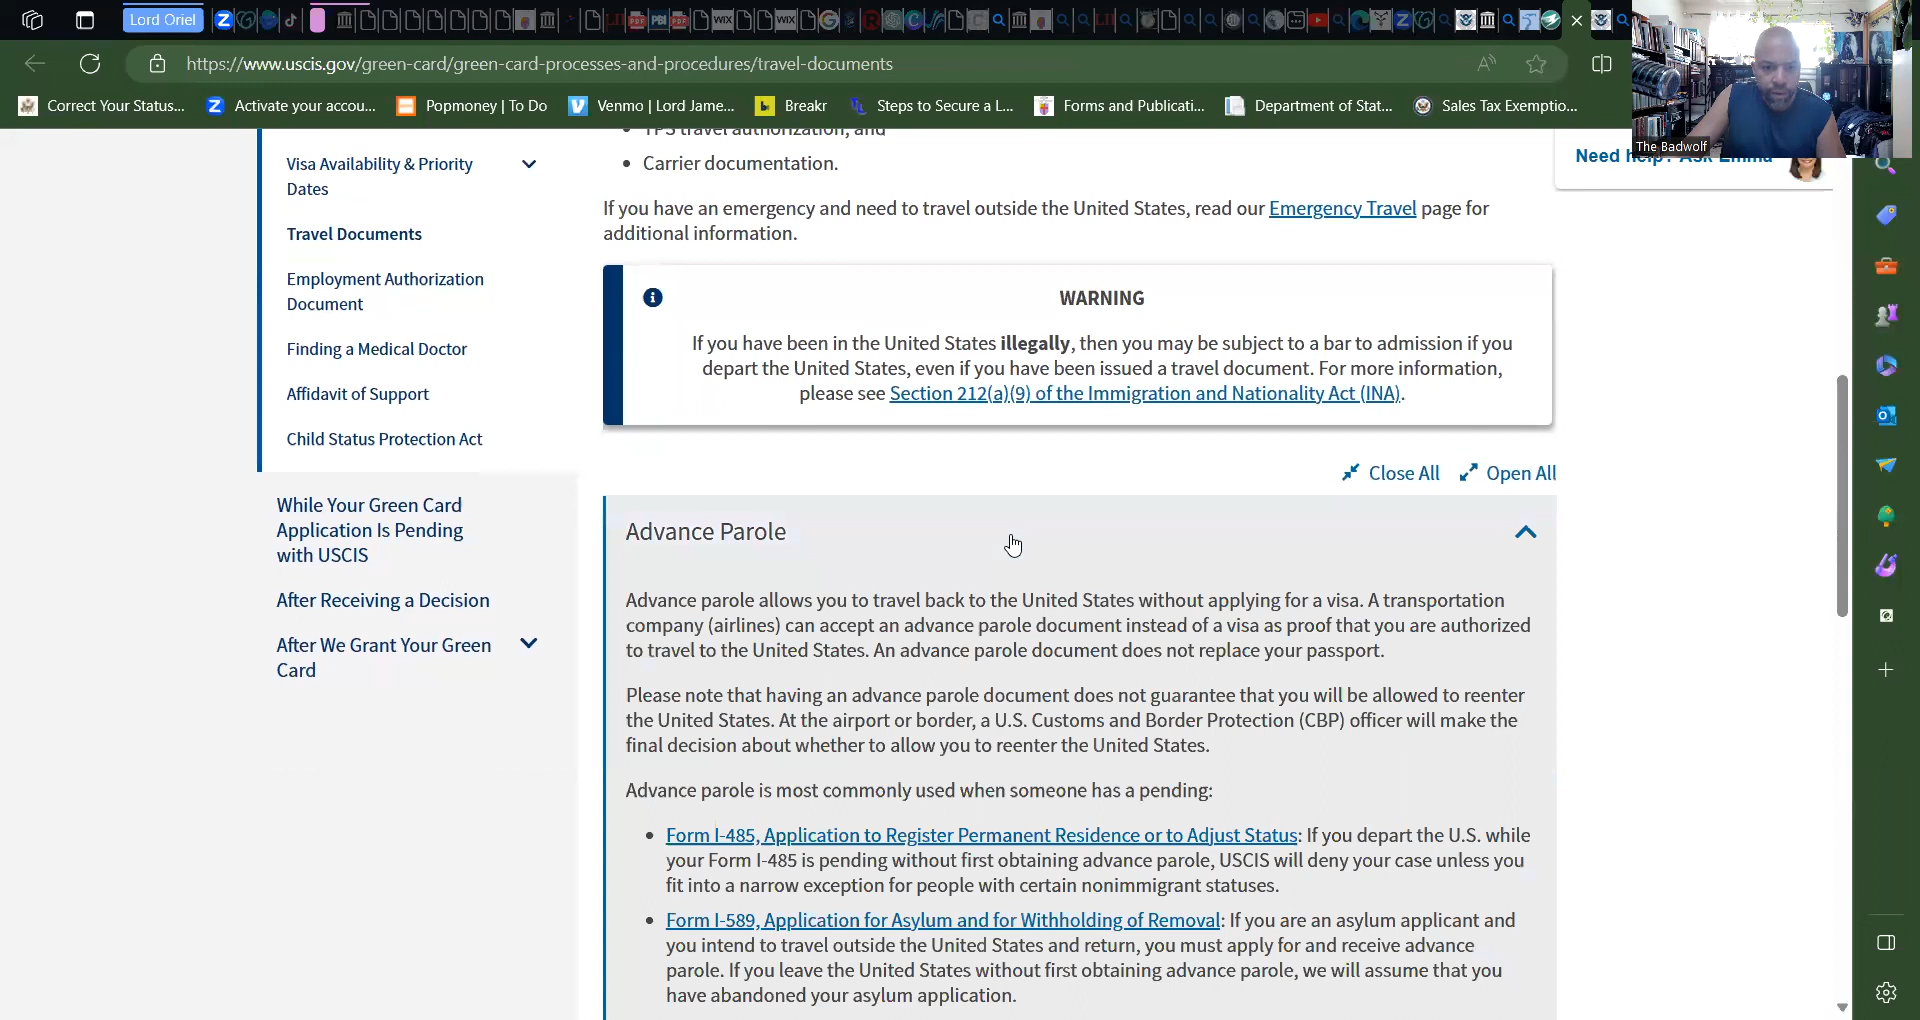 Lord Oriel
https://www.uscis.gov/green-card/green-card-processes-and-procedures/travel-documents
Correct Your Status...
Activate your accou...
Popmoney | To Do
Venmo | Lord Jame...
Breakr
Steps to Secure a L...
Forms and Publicati...
Department of Stat...
Sales Tax Exemptio...
The Badwolf
Need help? Ask Emma
Visa Availability & Priority
Dates
Travel Documents
Employment Authorization
Document
Finding a Medical Doctor
Affidavit of Support
Child Status Protection Act
While Your Green Card
Application Is Pending
with USCIS
After Receiving a Decision
After We Grant Your Green
Card
TPS travel authorization, and
Carrier documentation.
If you have an emergency and need to travel outside the United States, read our Emergency Travel page for
additional information.
WARNING
If you have been in the United States illegally, then you may be subject to a bar to admission if you
depart the United States, even if you have been issued a travel document. For more information,
please see Section 212(a)(9) of the Immigration and Nationality Act (INA).
Close All
Open All
Advance Parole
Advance parole allows you to travel back to the United States without applying for a visa. A transportation
company (airlines) can accept an advance parole document instead of a visa as proof that you are authorized
to travel to the United States. An advance parole document does not replace your passport.
Please note that having an advance parole document does not guarantee that you will be allowed to reenter
the United States. At the airport or border, a U.S. Customs and Border Protection (CBP) officer will make the
final decision about whether to allow you to reenter the United States.
Advance parole is most commonly used when someone has a pending:
Form I-485, Application to Register Permanent Residence or to Adjust Status: If you depart the U.S. while
your Form I-485 is pending without first obtaining advance parole, USCIS will deny your case unless you
fit into a narrow exception for people with certain nonimmigrant statuses.
Form I-589, Application for Asylum and for Withholding of Removal: If you are an asylum applicant and
you intend to travel outside the United States and return, you must apply for and receive advance
parole. If you leave the United States without first obtaining advance parole, we will assume that you
have abandoned your asylum application.